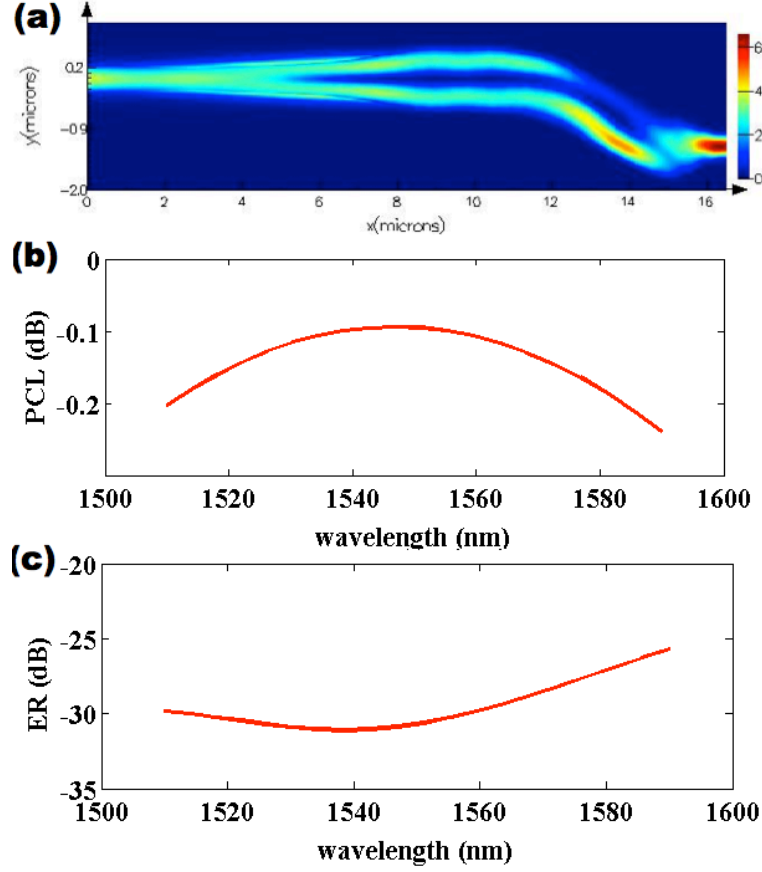 (a)
y(microns)
0.2
-0.9
-2.0
0 2 4 6 8 10 12 14 16
x(microns)
6
4
2
0
(b)
PCL (dB)
0
-0.1
-0.2
1500 1520 1540 1560 1580 1600
wavelength (nm)
(c)
ER (dB)
-20
-25
-30
-35
1500 1520 1540 1560 1580 1600
wavelength (nm)